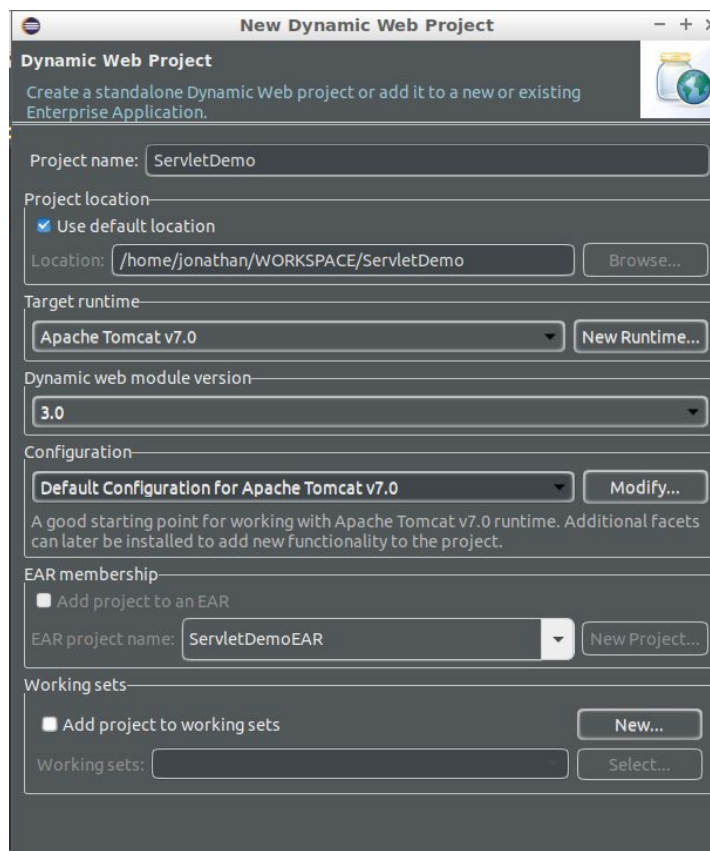 New Dynamic Web Project
Dynamic Web Project
Create a standalone Dynamic Web project or add it to a new or existing
Enterprise Application.
Project name: ServletDemo
Project location
Use default location
Location: /home/jonathan/WORKSPACE/ServletDemo Browse...
Target runtime
Apache Tomcat v7.0 New Runtime...
Dynamic web module version
3.0
Configuration
Default Configuration for Apache Tomcat v7.0 Modify...
A good starting point for working with Apache Tomcat v7.0 runtime. Additional facets
can later be installed to add new functionality to the project.
EAR membership
Add project to an EAR
EAR project name: ServletDemoEAR New Project...
Working sets
Add project to working sets New...
Working sets: Select...